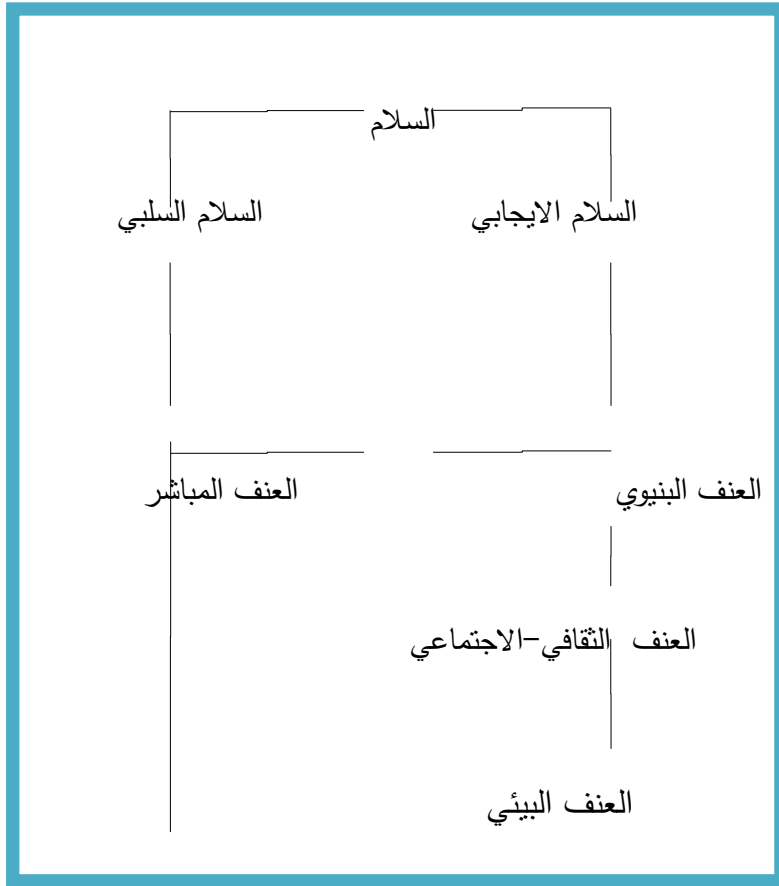 السلام
السلام الايجابي
السلام السلبي
العنف البنيوي
العنف المباشر
العنف الثقافي-الاجتماعي
العنف البيئي